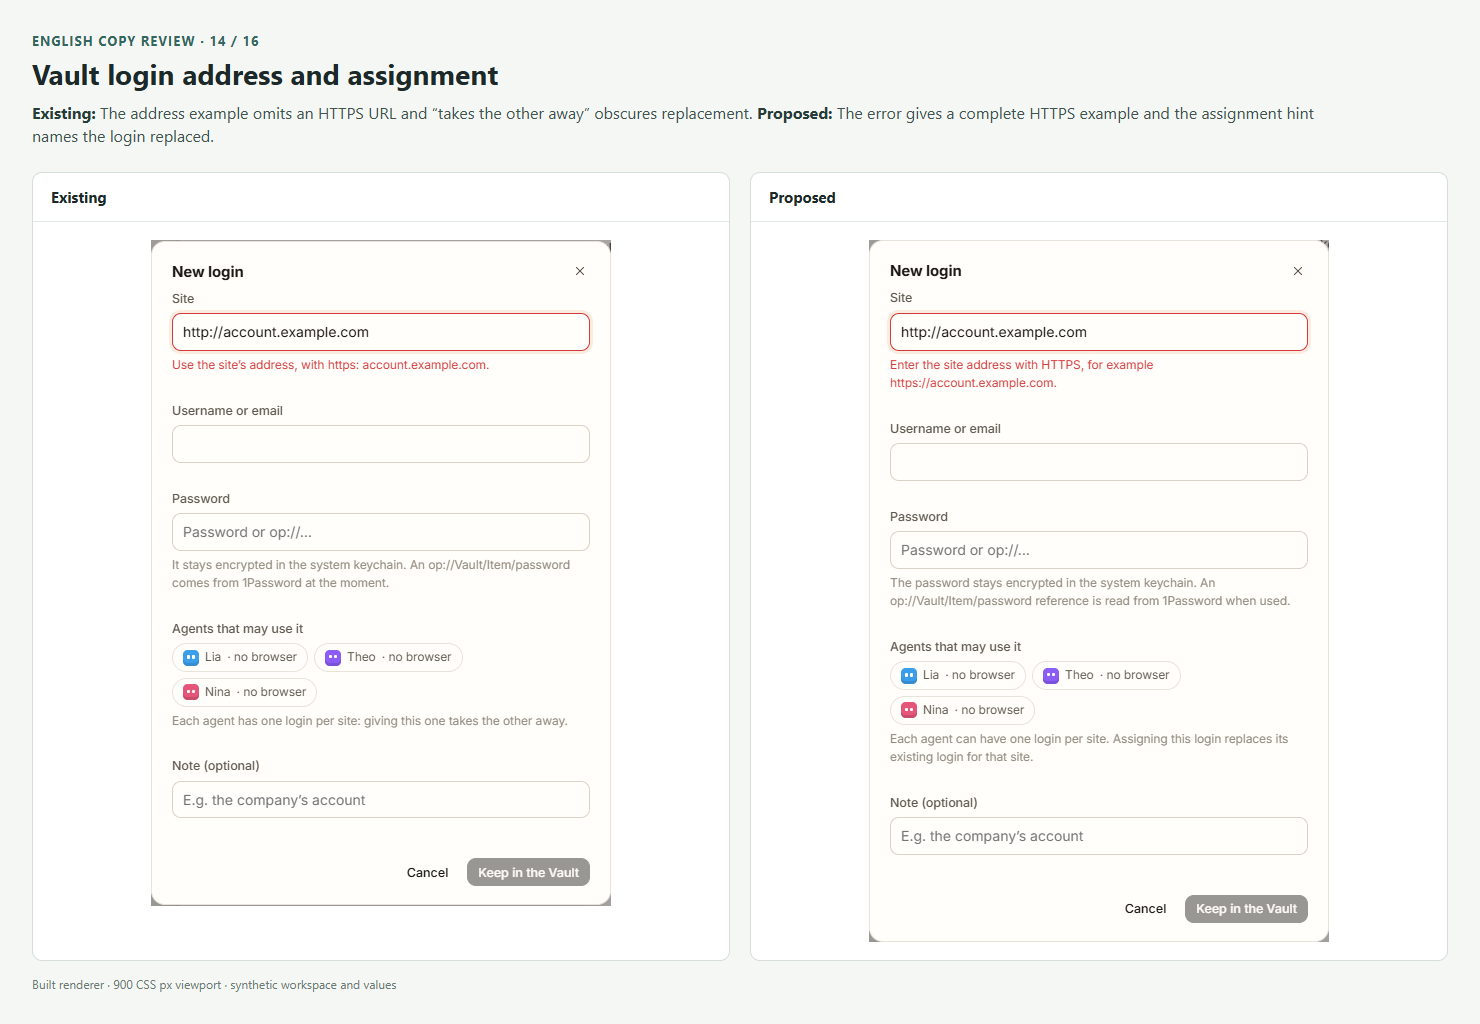 ENGLISH COPY REVIEW · 14 / 16
Vault login address and assignment
Existing: The address example omits an HTTPS URL and “takes the other away” obscures replacement. Proposed: The error gives a complete HTTPS example and the assignment hint
names the login replaced.
Existing
New login
Site
http://account.example.com
Use the site’s address, with https: account.example.com.
Username or email
Password
Password or op://...
It stays encrypted in the system keychain. An op://Vault/Item/password
comes from 1Password at the moment.
Agents that may use it
Lia · no browser
Theo · no browser
Nina · no browser
Each agent has one login per site: giving this one takes the other away.
Note (optional)
E.g. the company’s account
Cancel
Keep in the Vault
Proposed
New login
Site
http://account.example.com
Enter the site address with HTTPS, for example
https://account.example.com.
Username or email
Password
Password or op://...
The password stays encrypted in the system keychain. An
op://Vault/Item/password reference is read from 1Password when used.
Agents that may use it
Lia · no browser
Theo · no browser
Nina · no browser
Each agent can have one login per site. Assigning this login replaces its
existing login for that site.
Note (optional)
E.g. the company’s account
Cancel
Keep in the Vault
Built renderer · 900 CSS px viewport · synthetic workspace and values